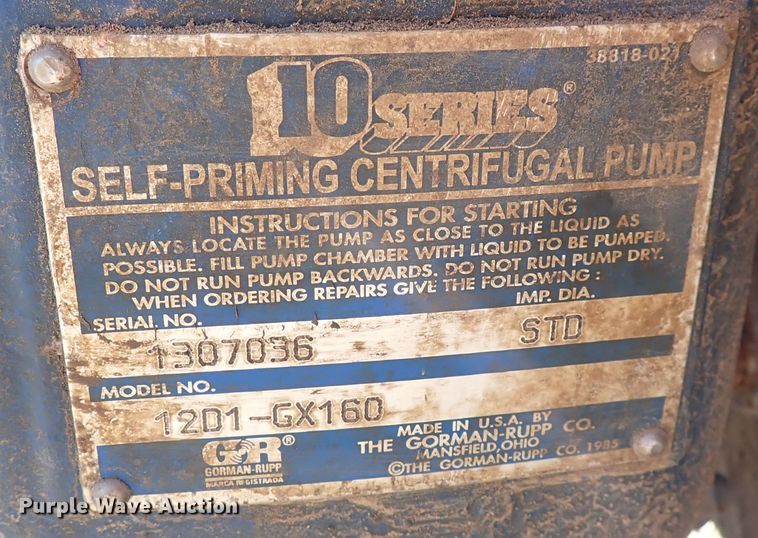 38818-021
10 SERIES®
SELF-PRIMING CENTRIFUGAL PUMP
INSTRUCTIONS FOR STARTING
ALWAYS LOCATE THE PUMP AS CLOSE TO THE LIQUID AS
POSSIBLE. FILL PUMP CHAMBER WITH LIQUID TO BE PUMPED.
DO NOT RUN PUMP BACKWARDS. DO NOT RUN PUMP DRY.
WHEN ORDERING REPAIRS GIVE THE FOLLOWING:
SERIAL NO. IMP. DIA.
1307036 STD
MODEL NO.
12D1-GX160
GR®
GORMAN-RUPP
MARCA REGISTRADA
MADE IN U.S.A. BY
THE GORMAN-RUPP CO.
MANSFIELD, OHIO
©THE GORMAN-RUPP CO. 1985
Purple Wave Auction